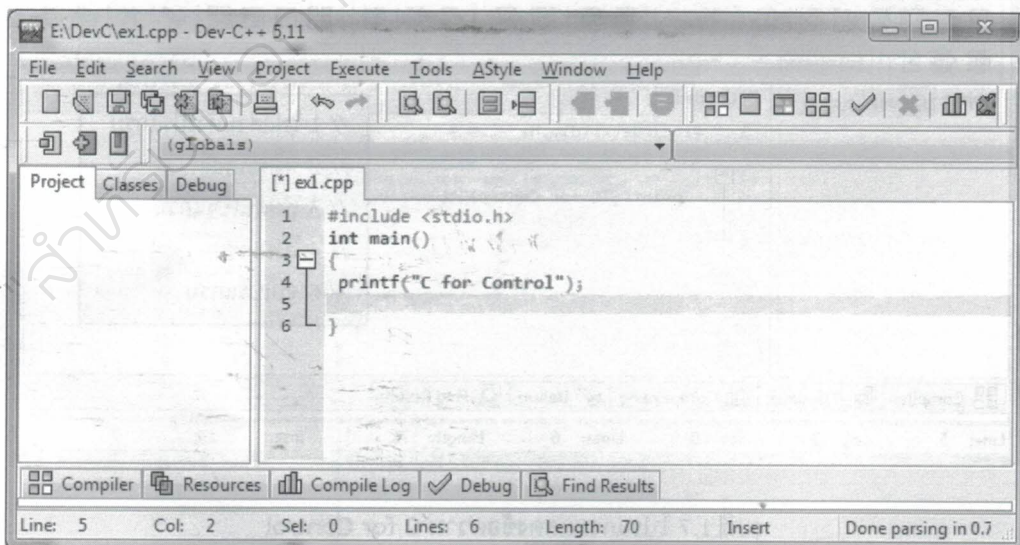 E:\DevC\ex1.cpp - Dev-C++ 5.11
File Edit Search View Project Execute Tools AStyle Window Help
(globals)
Project Classes Debug [*] ex1.cpp
1 #include <stdio.h>
2 int main()
3 {
4 printf("C for Control");
5
6 }
Compiler Resources Compile Log Debug Find Results
Line: 5 Col: 2 Sel: 0 Lines: 6 Length: 70 Insert Done parsing in 0.7